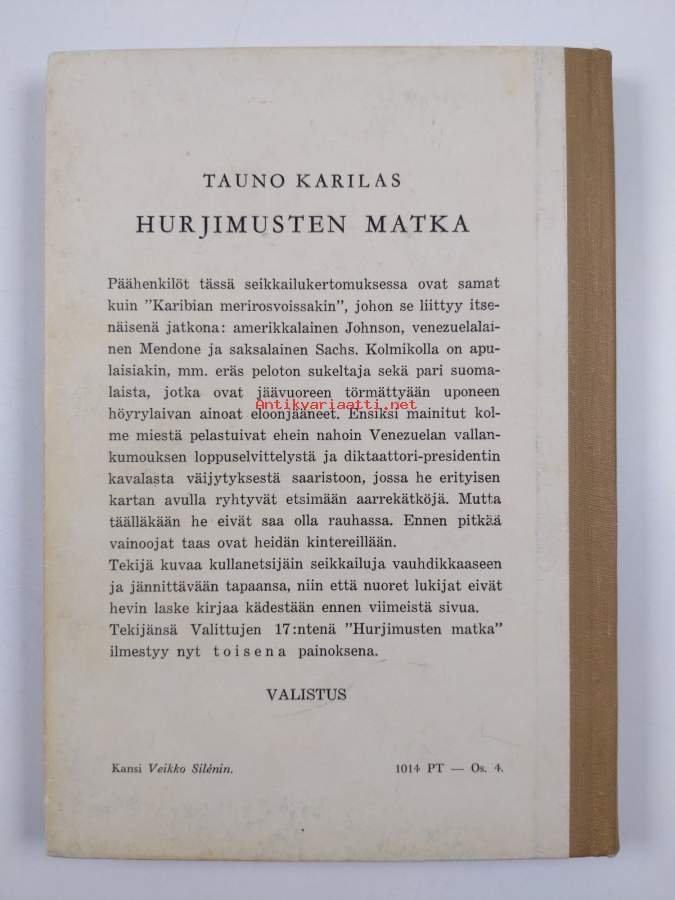 TAUNO KARILAS
HURJIMUSTEN MATKA
Päähenkilöt tässä seikkailukertomuksessa ovat samat
kuin "Karibian merirosvoissakin", johon se liittyy itse-
näisenä jatkona: amerikkalainen Johnson, venezuelalai-
nen Mendone ja saksalainen Sachs. Kolmikolla on apu-
laisiakin, mm. eräs peloton sukeltaja sekä pari suoma-
laista, jotka ovat jäävuoreen törmättyään uponeen
Antikvariaatti.net
höyrylaivan ainoat eloonjääneet. Ensiksi mainitut kol-
me miestä pelastuivat ehein nahoin Venezuelan vallan-
kumouksen loppuselvittelystä ja diktaattori-presidentin
kavalasta väijytyksestä saaristoon, jossa he erityisen
kartan avulla ryhtyvät etsimään aarrekätköjä. Mutta
täälläkään he eivät saa olla rauhassa. Ennen pitkää
vainoojat taas ovat heidän kintereillään.
Tekijä kuvaa kullanetsijäin seikkailuja vauhdikkaaseen
ja jännittävään tapaansa, niin että nuoret lukijat eivät
hevin laske kirjaa kädestään ennen viimeistä sivua.
Tekijänsä Valittujen 17:ntenä "Hurjimusten matka"
ilmestyy nyt toisena painoksena.
VALISTUS
Kansi Veikko Silénin. 1014 PT — Os. 4.